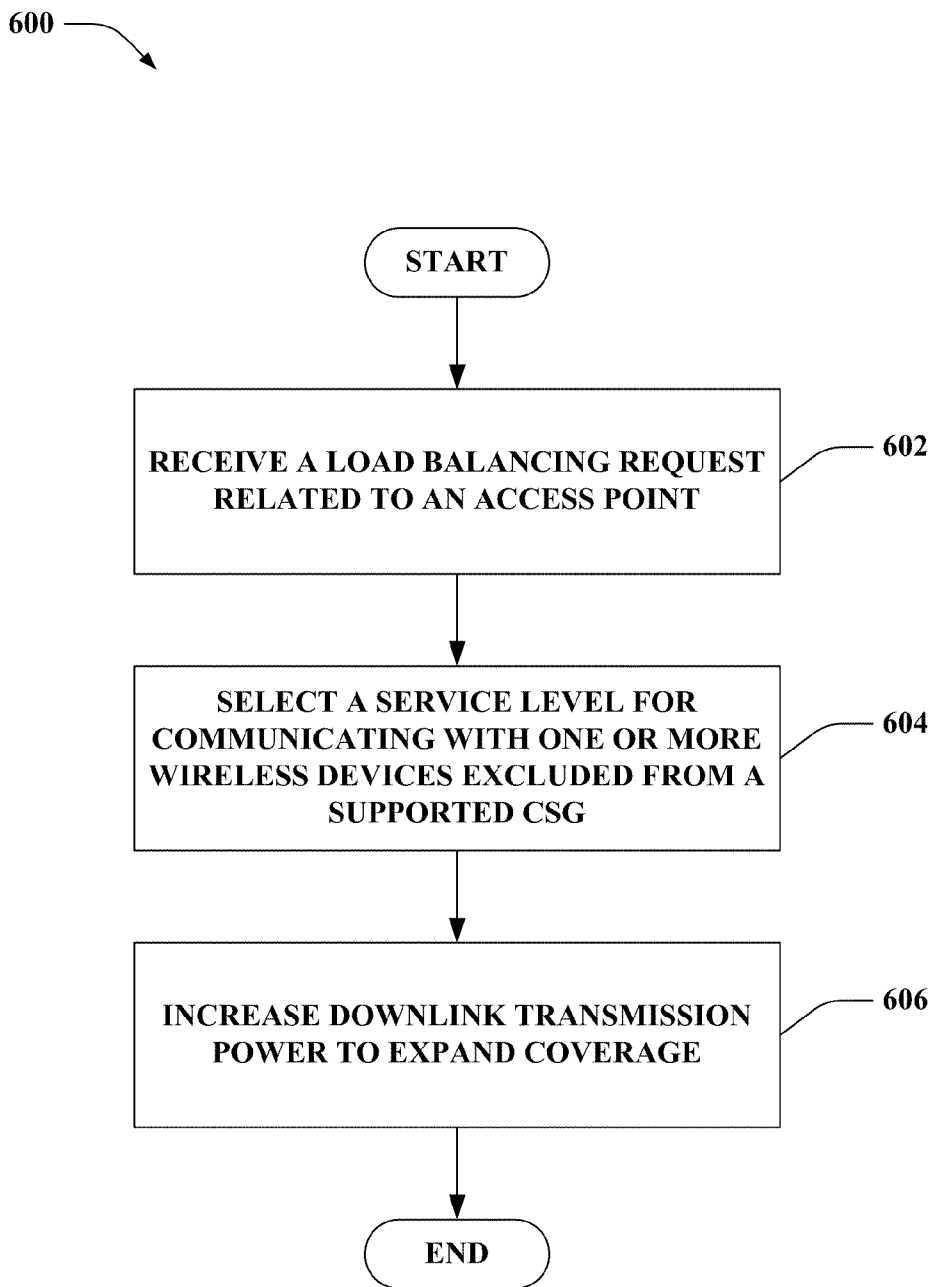 600
START
RECEIVE A LOAD BALANCING REQUEST
RELATED TO AN ACCESS POINT
602
SELECT A SERVICE LEVEL FOR
COMMUNICATING WITH ONE OR MORE
WIRELESS DEVICES EXCLUDED FROM A
SUPPORTED CSG
604
INCREASE DOWNLINK TRANSMISSION
POWER TO EXPAND COVERAGE
606
END